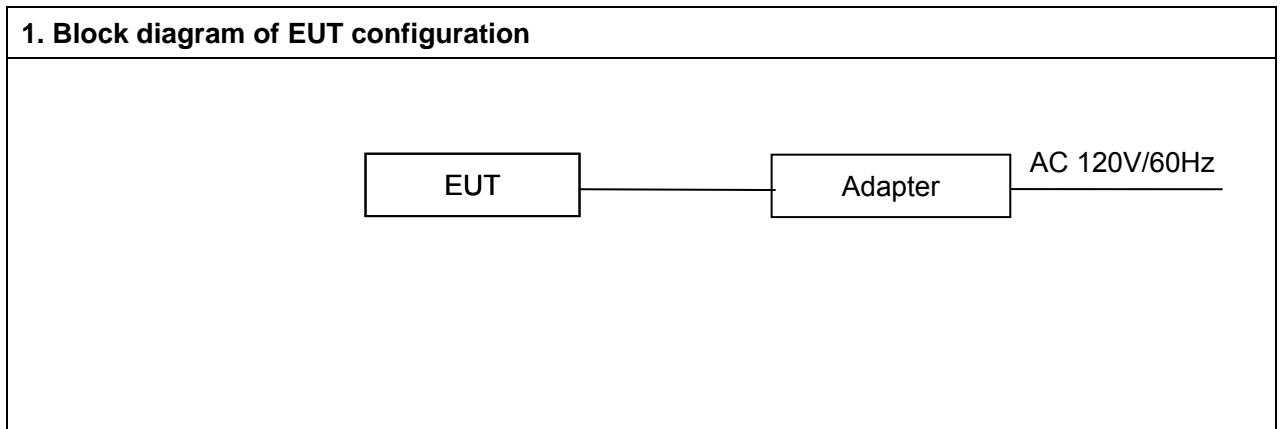 1. Block diagram of EUT configuration
EUT
Adapter
AC 120V/60Hz